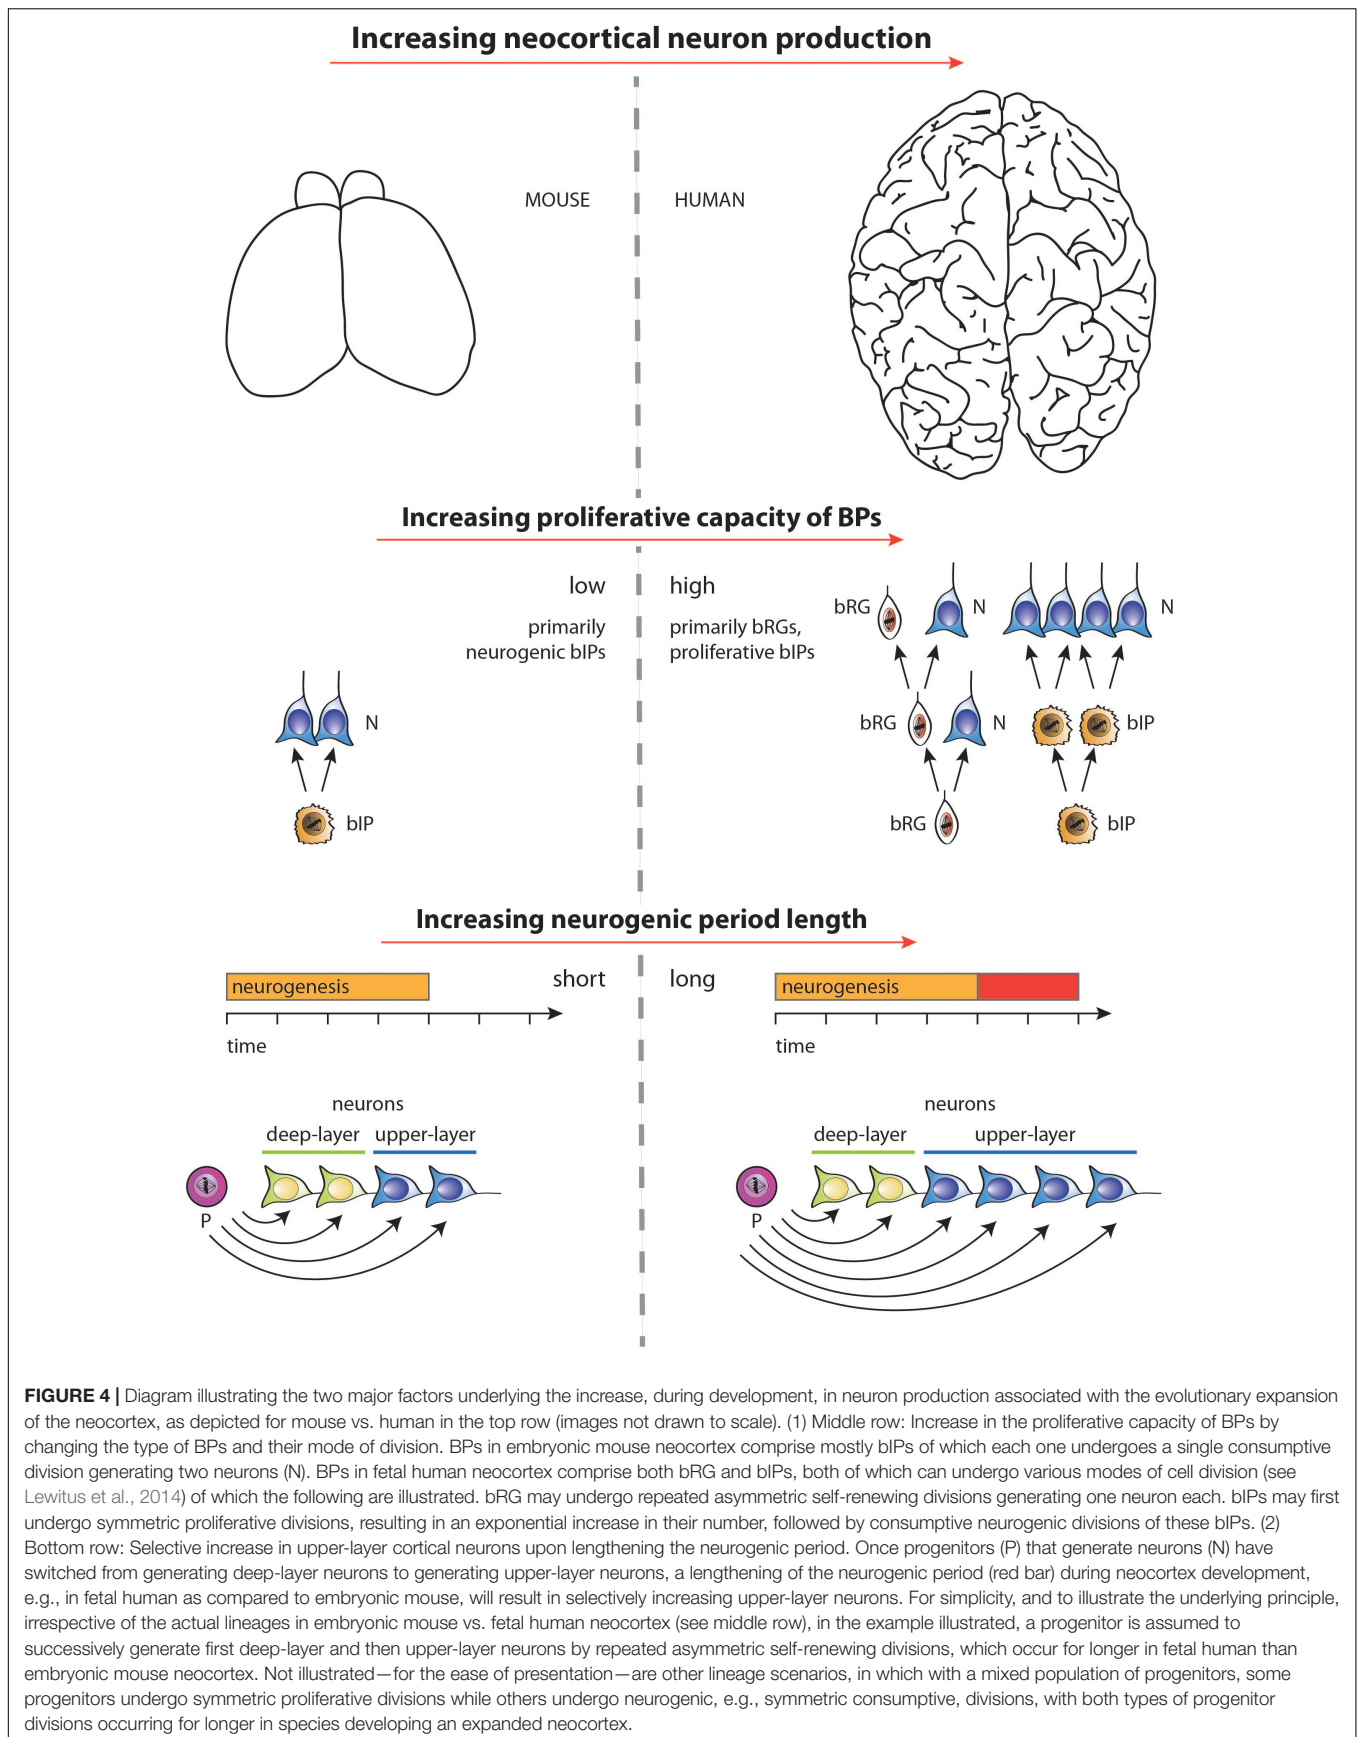 Increasing neocortical neuron production
MOUSE
HUMAN
Increasing proliferative capacity of BPs
low
high
primarily
neurogenic bIPs
primarily bRGs,
proliferative bIPs
bRG
N
N
N
bRG
N
bIP
bIP
bRG
bIP
Increasing neurogenic period length
short
long
neurogenesis
time
neurogenesis
time
neurons
deep-layer
upper-layer
P
neurons
deep-layer
upper-layer
P
FIGURE 4 | Diagram illustrating the two major factors underlying the increase, during development, in neuron production associated with the evolutionary expansion
of the neocortex, as depicted for mouse vs. human in the top row (images not drawn to scale). (1) Middle row: Increase in the proliferative capacity of BPs by
changing the type of BPs and their mode of division. BPs in embryonic mouse neocortex comprise mostly bIPs of which each one undergoes a single consumptive
division generating two neurons (N). BPs in fetal human neocortex comprise both bRG and bIPs, both of which can undergo various modes of cell division (see
Lewitus et al., 2014) of which the following are illustrated. bRG may undergo repeated asymmetric self-renewing divisions generating one neuron each. bIPs may first
undergo symmetric proliferative divisions, resulting in an exponential increase in their number, followed by consumptive neurogenic divisions of these bIPs. (2)
Bottom row: Selective increase in upper-layer cortical neurons upon lengthening the neurogenic period. Once progenitors (P) that generate neurons (N) have
switched from generating deep-layer neurons to generating upper-layer neurons, a lengthening of the neurogenic period (red bar) during neocortex development,
e.g., in fetal human as compared to embryonic mouse, will result in selectively increasing upper-layer neurons. For simplicity, and to illustrate the underlying principle,
irrespective of the actual lineages in embryonic mouse vs. fetal human neocortex (see middle row), in the example illustrated, a progenitor is assumed to
successively generate first deep-layer and then upper-layer neurons by repeated asymmetric self-renewing divisions, which occur for longer in fetal human than
embryonic mouse neocortex. Not illustrated—for the ease of presentation—are other lineage scenarios, in which with a mixed population of progenitors, some
progenitors undergo symmetric proliferative divisions while others undergo neurogenic, e.g., symmetric consumptive, divisions, with both types of progenitor
divisions occurring for longer in species developing an expanded neocortex.